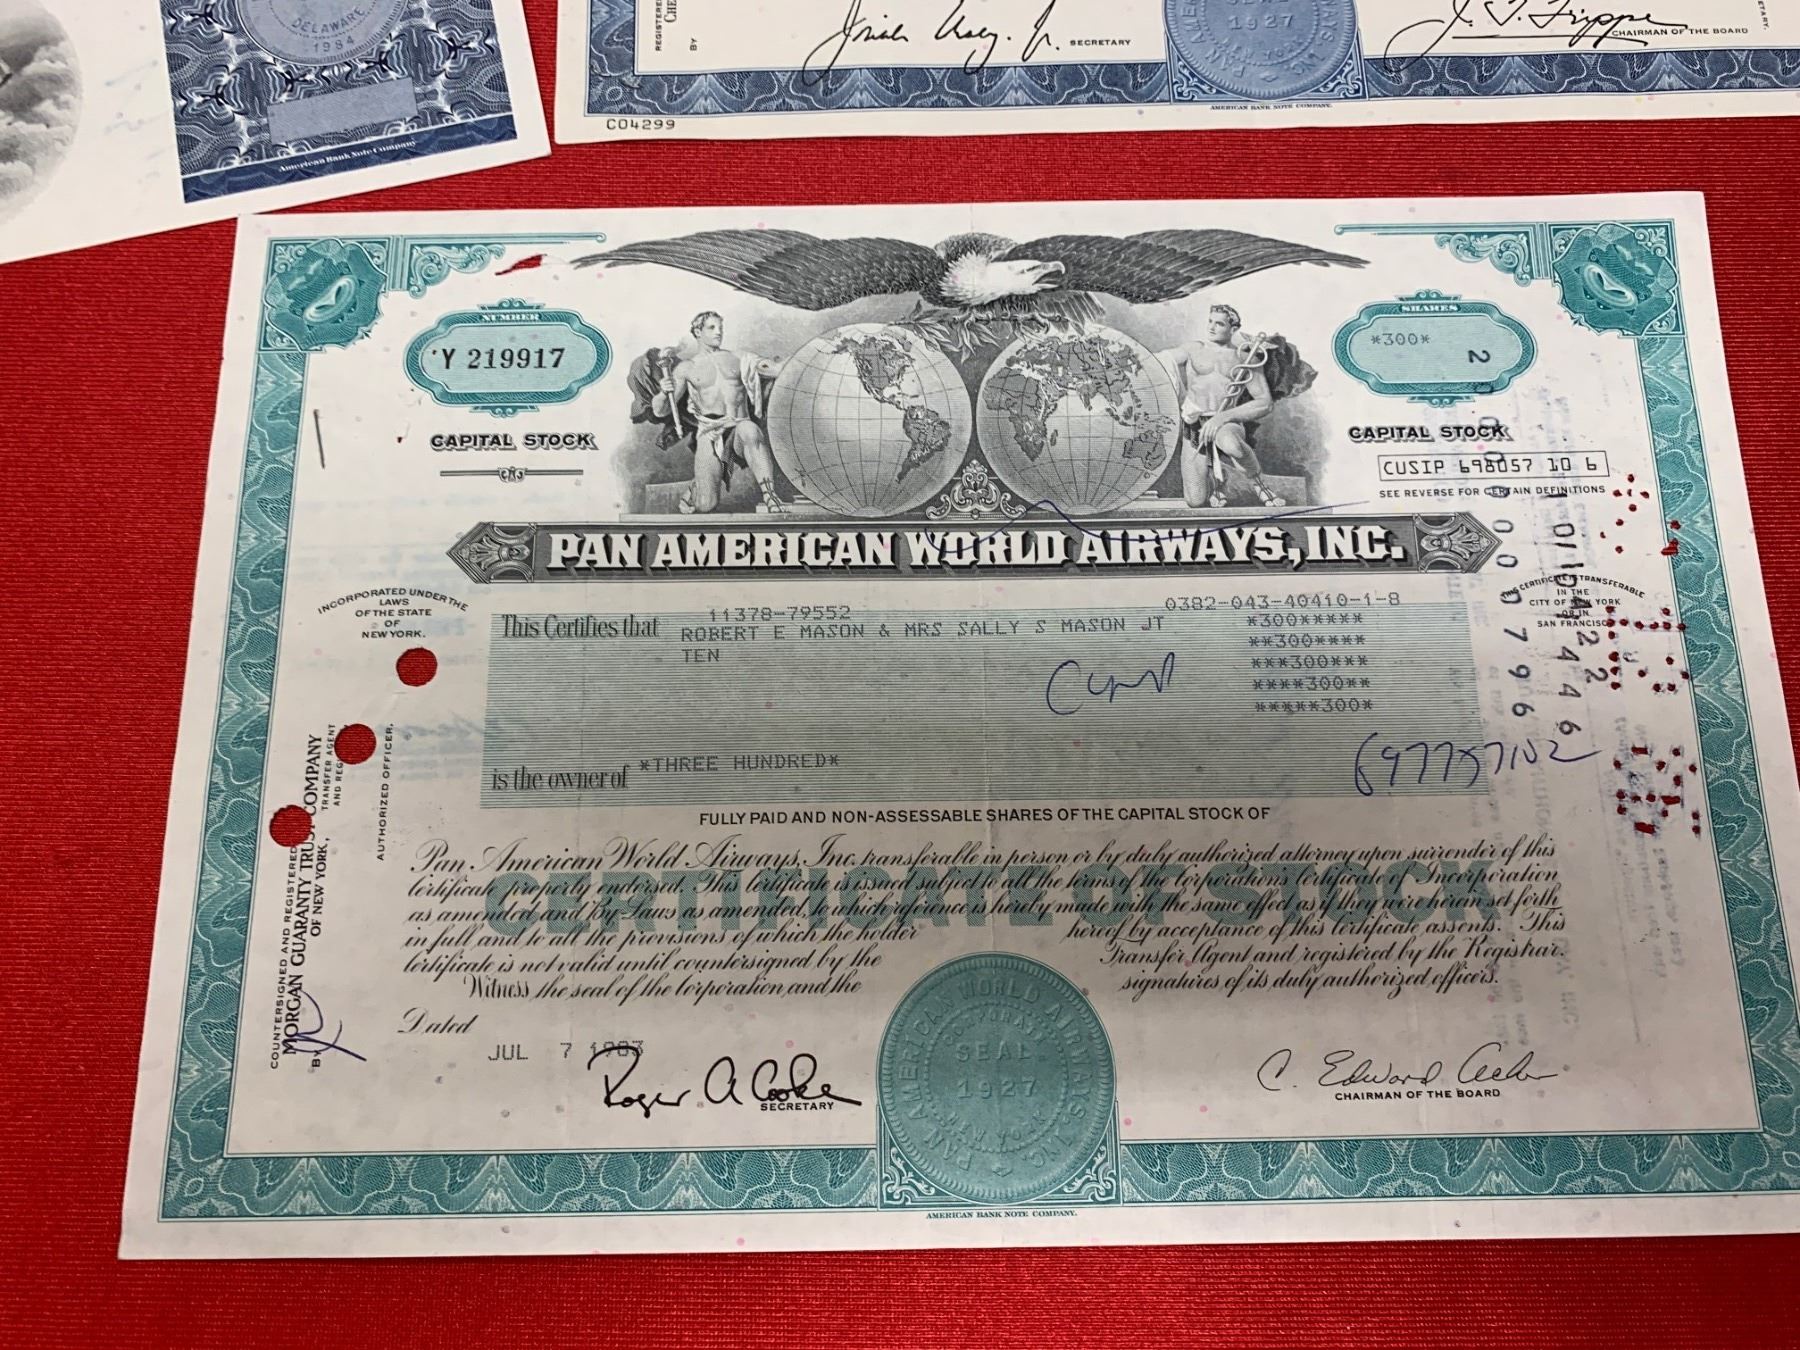 DELAWARE
1984
American Bank Note Company
REGISTERED
BY
SECRETARY
1927
J. T. Trippe
CHAIRMAN OF THE BOARD
AMERICAN BANK NOTE COMPANY.
C04299
NUMBER
Y 219917
CAPITAL STOCK
SHARES
*300*
CAPITAL STOCK
CUSIP 698057 10 6
SEE REVERSE FOR CERTAIN DEFINITIONS
PAN AMERICAN WORLD AIRWAYS, INC.
INCORPORATED UNDER THE
LAWS
OF THE STATE
OF
NEW YORK.
THIS CERTIFICATE IS TRANSFERABLE
IN THE
CITY OF NEW YORK
OR IN
SAN FRANCISCO
11378-79552
0382-043-40410-1-8
This Certifies that
ROBERT E MASON & MRS SALLY S MASON JT
TEN
*300*****
**300****
***300***
****300**
*****300*
is the owner of
*THREE HUNDRED*
FULLY PAID AND NON-ASSESSABLE SHARES OF THE CAPITAL STOCK OF
CERTIFICATE OF STOCK
Pan American World Airways, Inc. transferable in person or by duly authorized attorney upon surrender of this
certificate properly endorsed. This certificate is issued subject to all the terms of the Corporation's Certificate of Incorporation
as amended and By-Laws as amended, to which reference is hereby made with the same effect as if they were herein set forth
in full, and to all the provisions of which the holder hereof by acceptance of this certificate, assents. This
certificate is not valid until countersigned by the Transfer Agent and registered by the Registrar.
Witness the seal of the Corporation, and the signatures of its duly authorized officers.
Dated
JUL 7 1983
Roger A Cooke
SECRETARY
PAN AMERICAN WORLD AIRWAYS, INC.
CORPORATE
SEAL
1927
NEW YORK
C. Edward Acker
CHAIRMAN OF THE BOARD
AMERICAN BANK NOTE COMPANY.
COUNTERSIGNED AND REGISTERED
MORGAN GUARANTY TRUST COMPANY
OF NEW YORK,
TRANSFER AGENT
AND REG
BY
AUTHORIZED OFFICER.